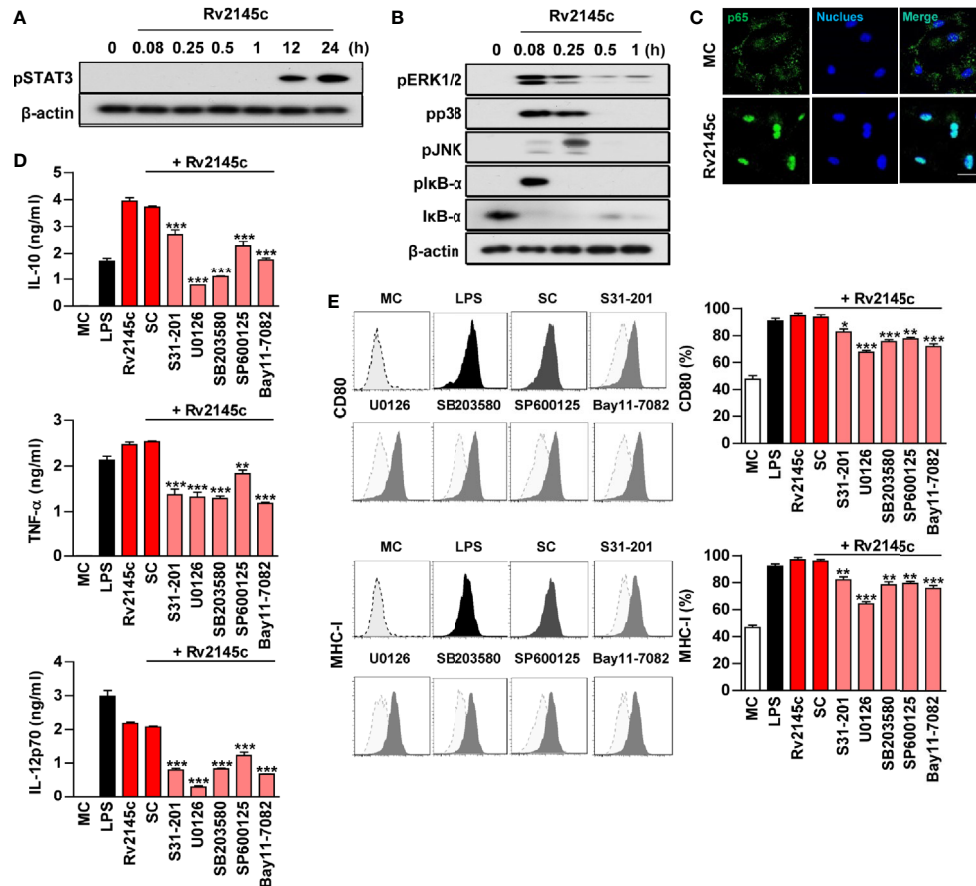 A
Rv2145c
0 0.08 0.25 0.5 1 12 24 (h)
pSTAT3
β-actin
B
Rv2145c
0 0.08 0.25 0.5 1 (h)
pERK1/2
pp38
pJNK
pIκB-α
IκB-α
β-actin
C
p65 Nuclues Merge
MC
Rv2145c
D
+ Rv2145c
IL-10 (ng/ml)
5
4
3
2
1
0
*** *** *** *** ***
MC LPS Rv2145c SC S31-201 U0126 SB203580 SP600125 Bay11-7082
+ Rv2145c
TNF-α (ng/ml)
3
2
1
0
*** *** *** ** ***
MC LPS Rv2145c SC S31-201 U0126 SB203580 SP600125 Bay11-7082
+ Rv2145c
IL-12p70 (ng/ml)
4
3
2
1
0
*** *** *** *** ***
MC LPS Rv2145c SC S31-201 U0126 SB203580 SP600125 Bay11-7082
E
MC LPS SC S31-201
CD80
U0126 SB203580 SP600125 Bay11-7082
+ Rv2145c
CD80 (%)
100
80
60
40
20
0
* *** *** ** ***
MC LPS Rv2145c SC S31-201 U0126 SB203580 SP600125 Bay11-7082
MC LPS SC S31-201
MHC-I
U0126 SB203580 SP600125 Bay11-7082
+ Rv2145c
MHC-I (%)
100
80
60
40
20
0
** *** ** ** ***
MC LPS Rv2145c SC S31-201 U0126 SB203580 SP600125 Bay11-7082